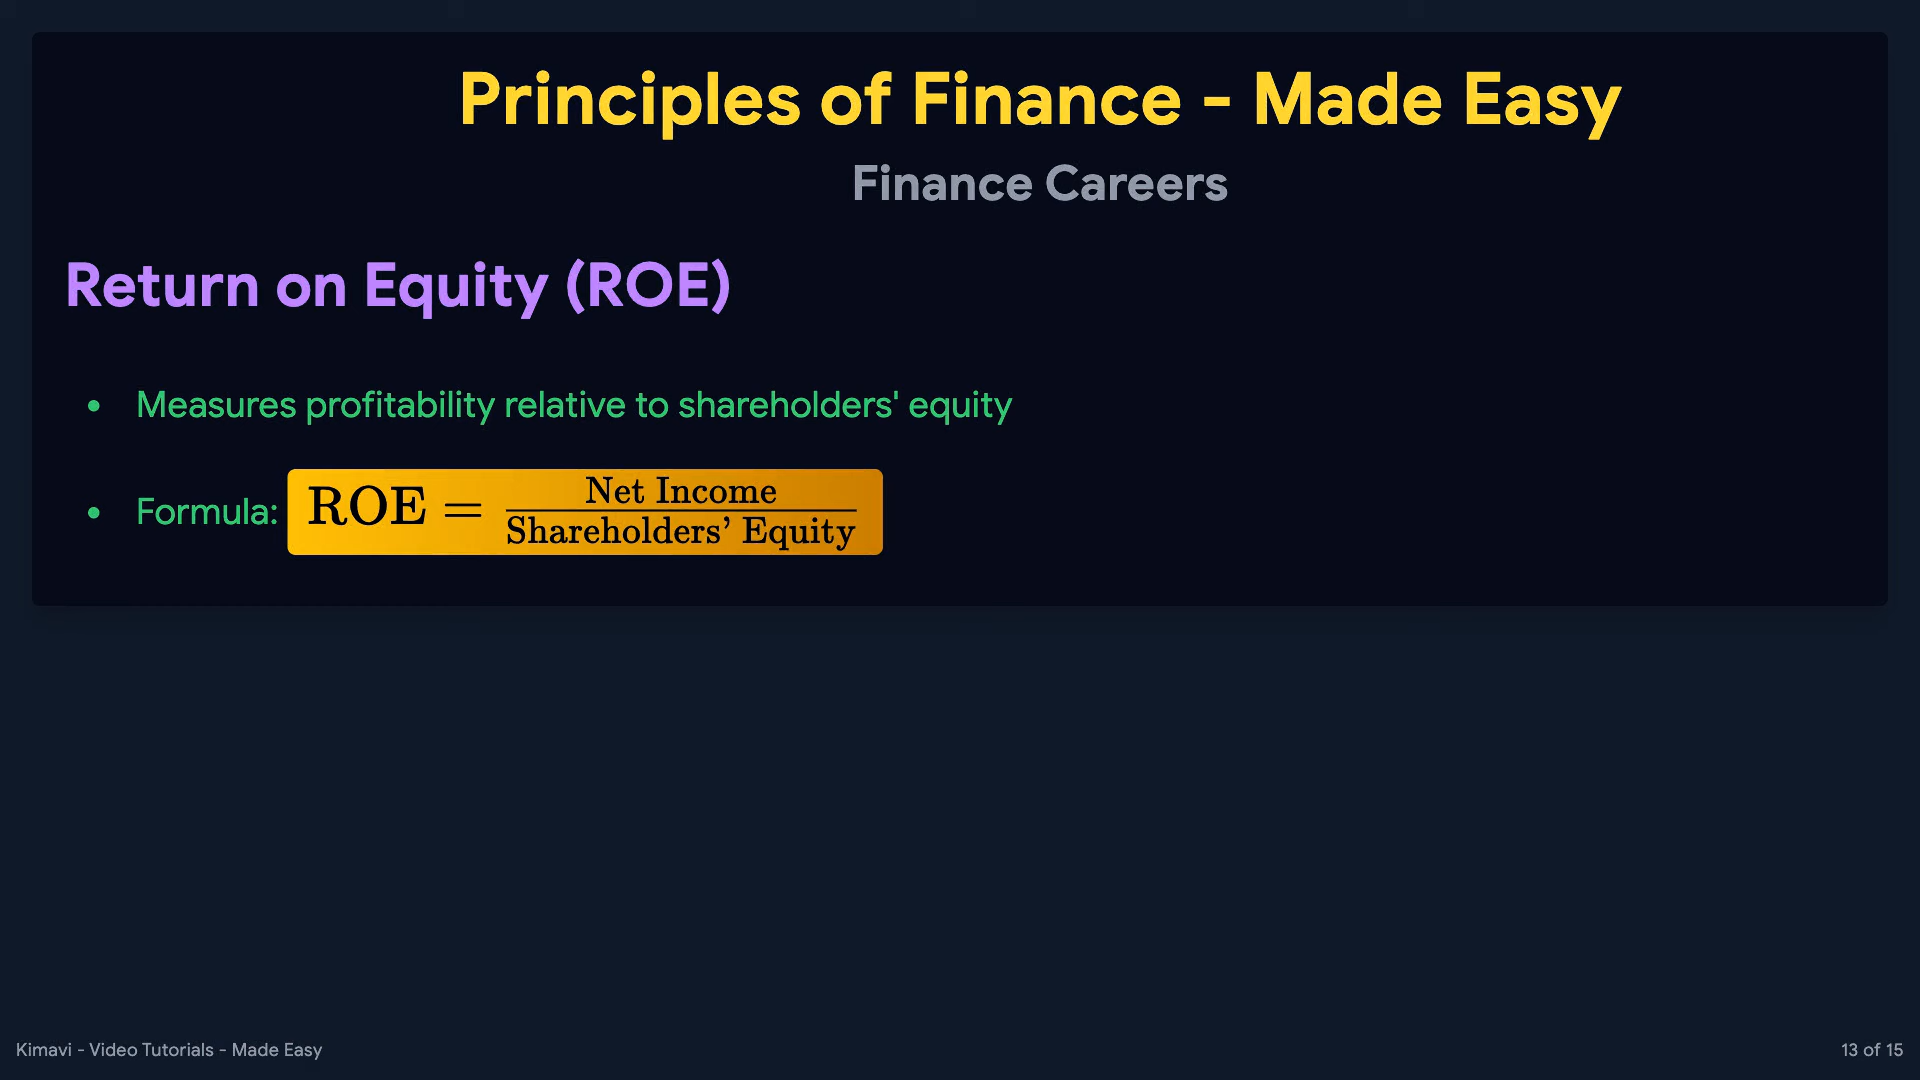 Principles of Finance - Made Easy
Finance Careers
Return on Equity (ROE)
• Measures profitability relative to shareholders' equity
• Formula: ROE = Net Income / Shareholders’ Equity
Kimavi - Video Tutorials - Made Easy
13 of 15